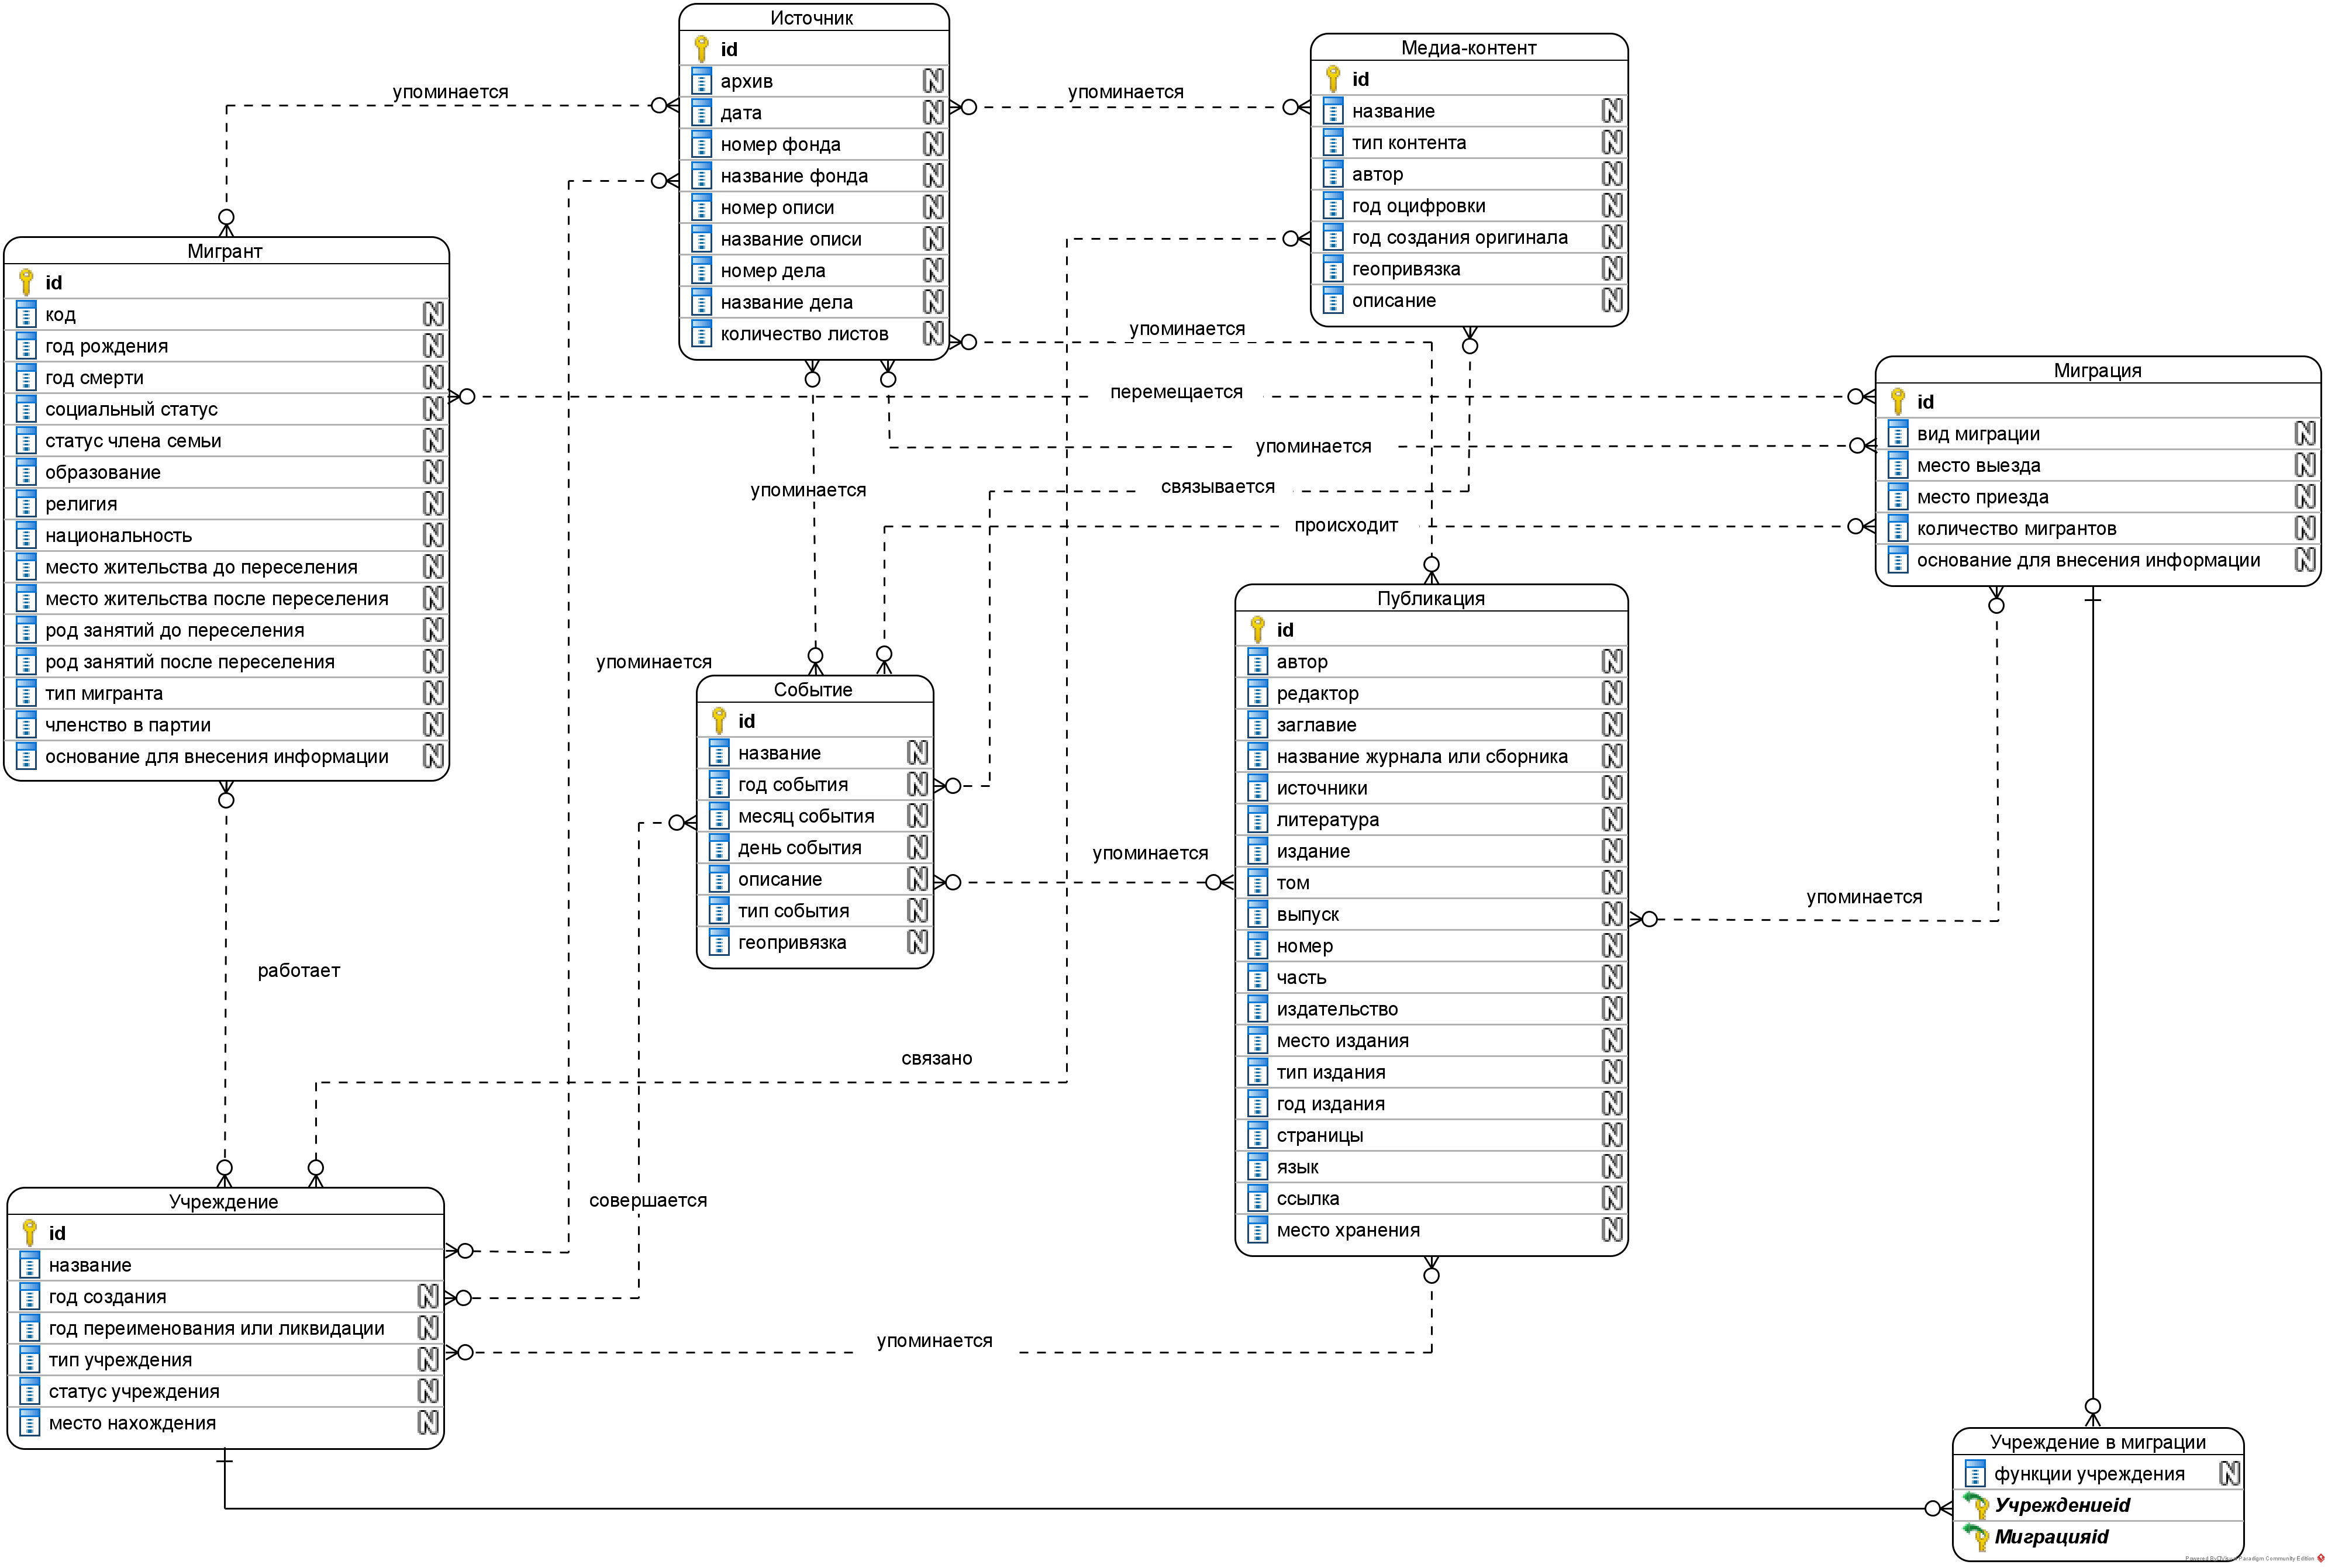 Источник
id
архив
дата
номер фонда
название фонда
номер описи
название описи
номер дела
название дела
количество листов
Медиа-контент
id
название
тип контента
автор
год оцифровки
год создания оригинала
геопривязка
описание
упоминается
упоминается
Мигрант
id
код
год рождения
год смерти
социальный статус
статус члена семьи
образование
религия
национальность
место жительства до переселения
место жительства после переселения
род занятий до переселения
род занятий после переселения
тип мигранта
членство в партии
основание для внесения информации
упоминается
перемещается
упоминается
связывается
упоминается
происходит
Миграция
id
вид миграции
место выезда
место приезда
количество мигрантов
основание для внесения информации
упоминается
Событие
id
название
год события
месяц события
день события
описание
тип события
геопривязка
Публикация
id
автор
редактор
заглавие
название журнала или сборника
источники
литература
издание
том
выпуск
номер
часть
издательство
место издания
тип издания
год издания
страницы
язык
ссылка
место хранения
упоминается
упоминается
работает
связано
совершается
Учреждение
id
название
год создания
год переименования или ликвидации
тип учреждения
статус учреждения
место нахождения
упоминается
Учреждение в миграции
функции учреждения
Учреждениеid
Миграцияid